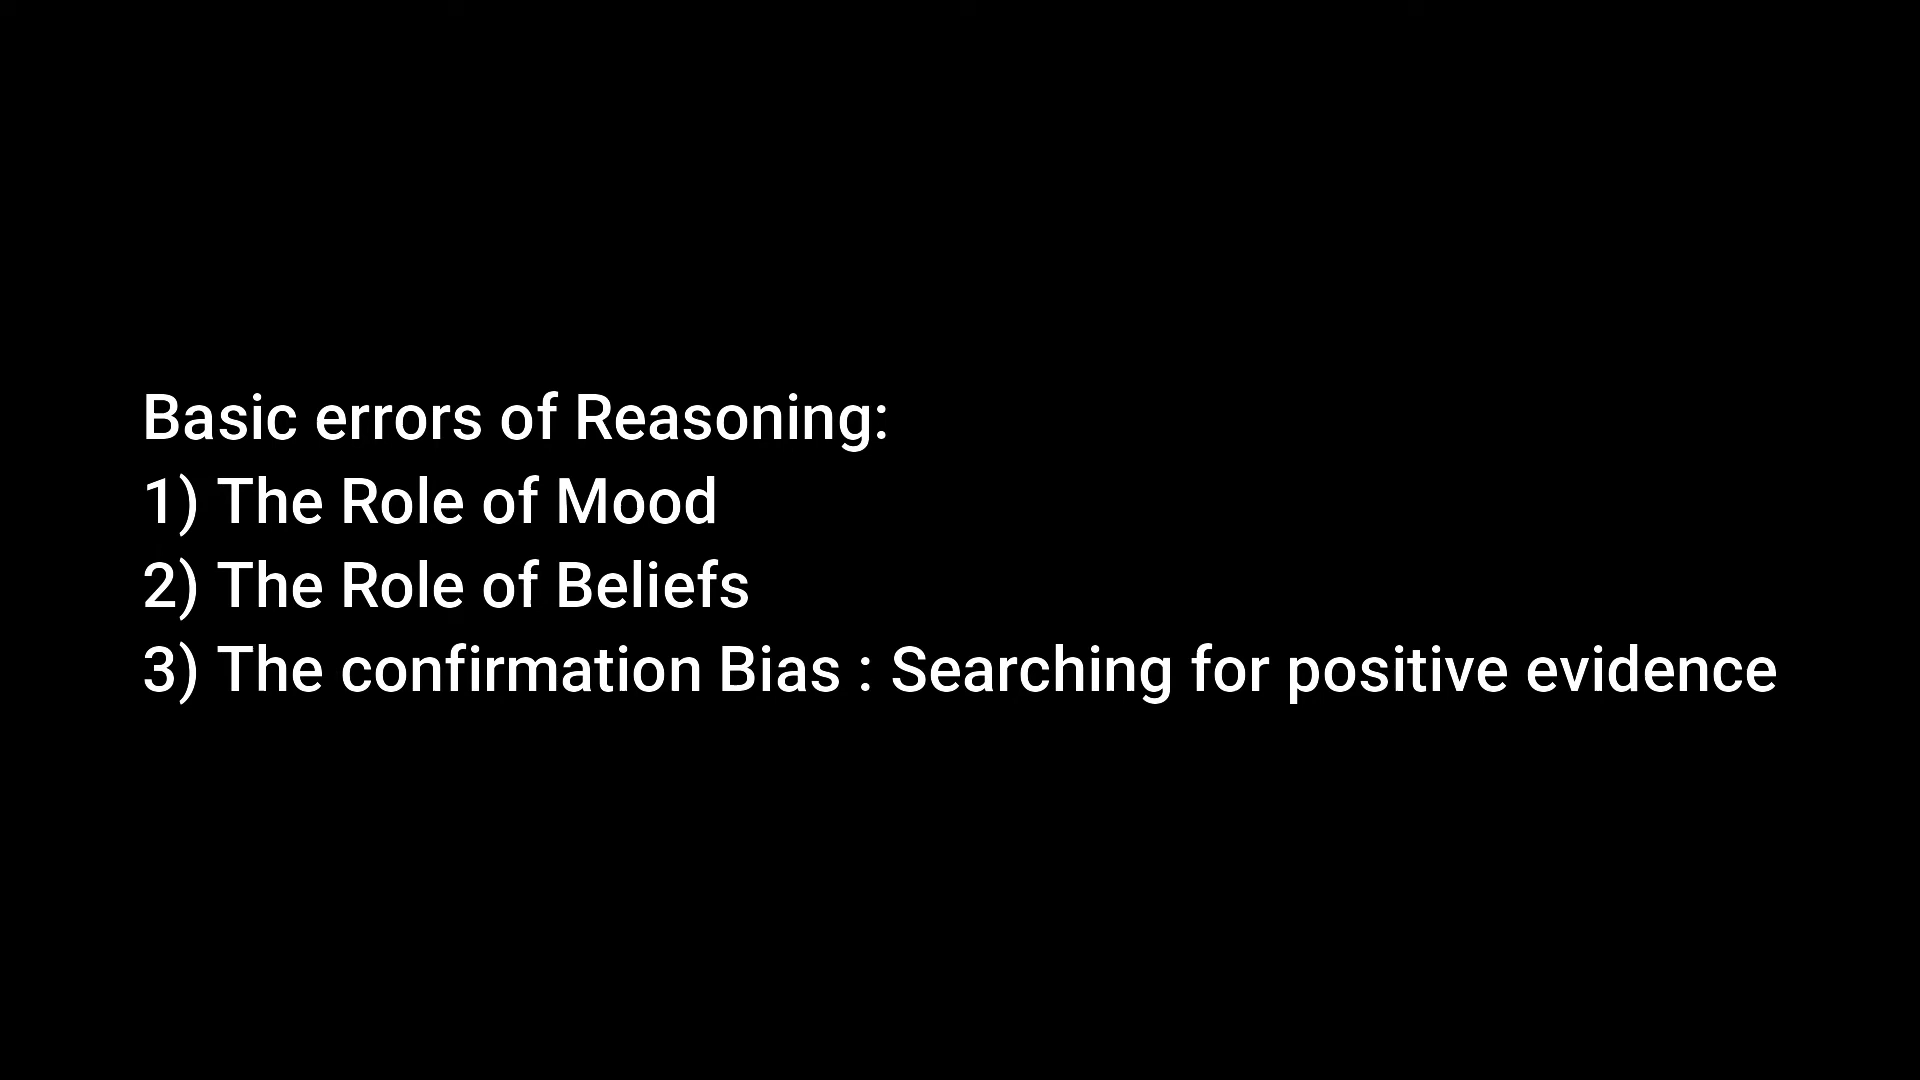 Basic errors of Reasoning:
1) The Role of Mood
2) The Role of Beliefs
3) The confirmation Bias : Searching for positive evidence